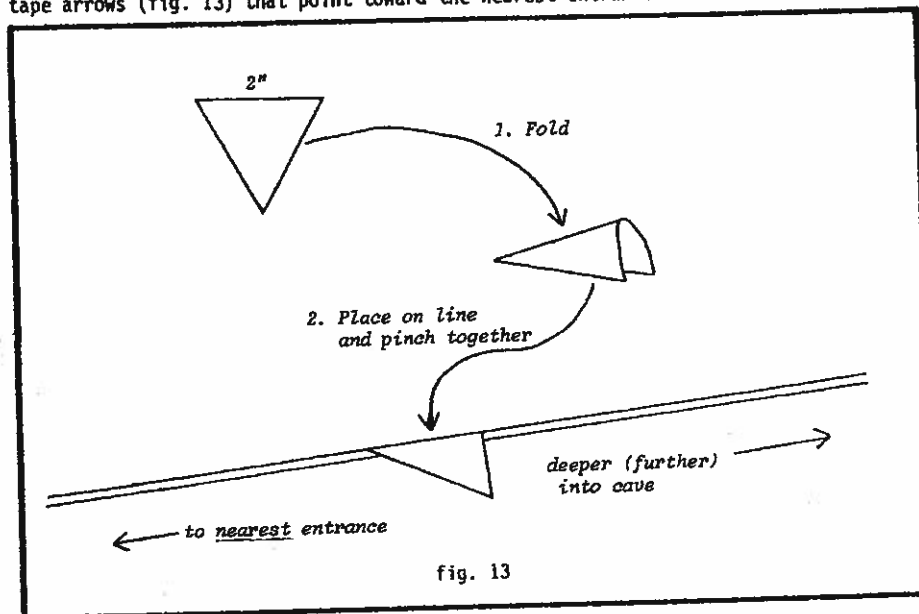 tape arrows (fig. 13) that point toward the nearest
2"
1. Fold
2. Place on line
and pinch together
deeper (further)
into cave
to nearest entrance
fig. 13